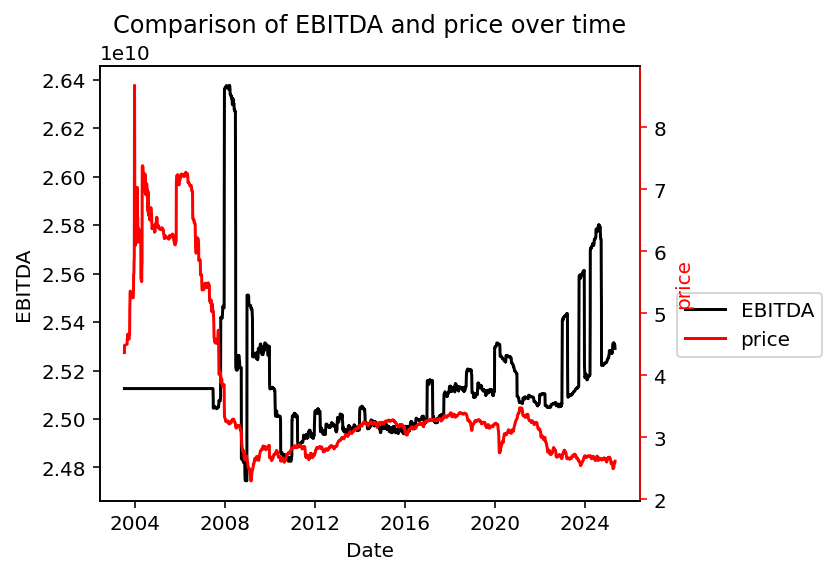 Comparison of EBITDA and price over time
1e10
2.64
2.62
2.60
2.58
2.56
2.54
2.52
2.50
2.48
EBITDA
8
7
6
5
4
3
2
price
EBITDA
price
2004 2008 2012 2016 2020 2024
Date